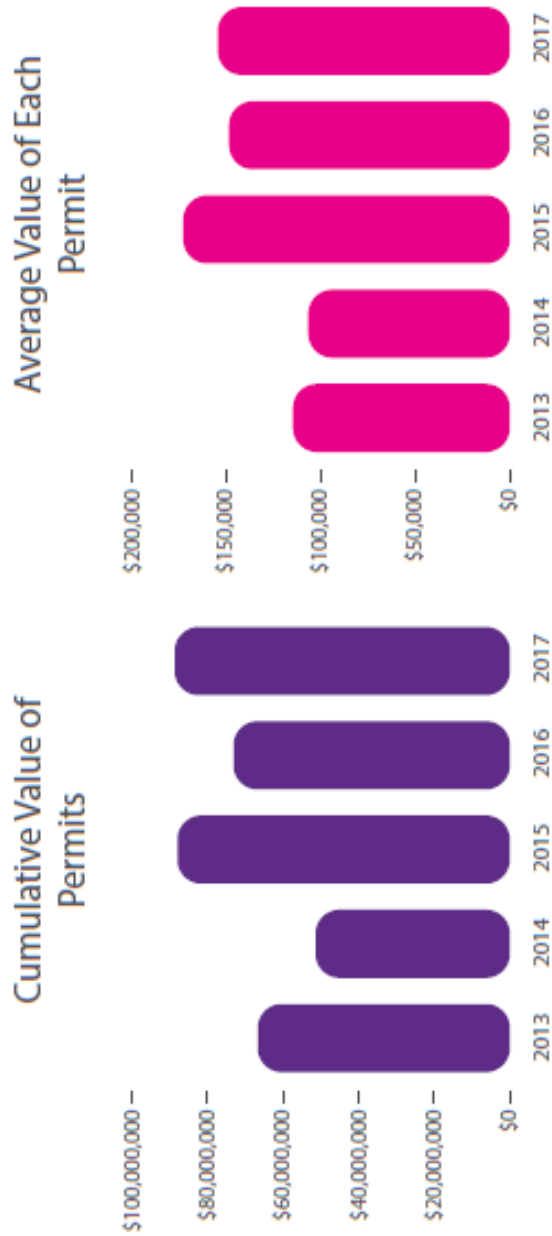 Cumulative Value of
Permits
$100,000,000
$80,000,000
$60,000,000
$40,000,000
$20,000,000
$0
2013 2014 2015 2016 2017
Average Value of Each
Permit
$200,000
$150,000
$100,000
$50,000
$0
2013 2014 2015 2016 2017